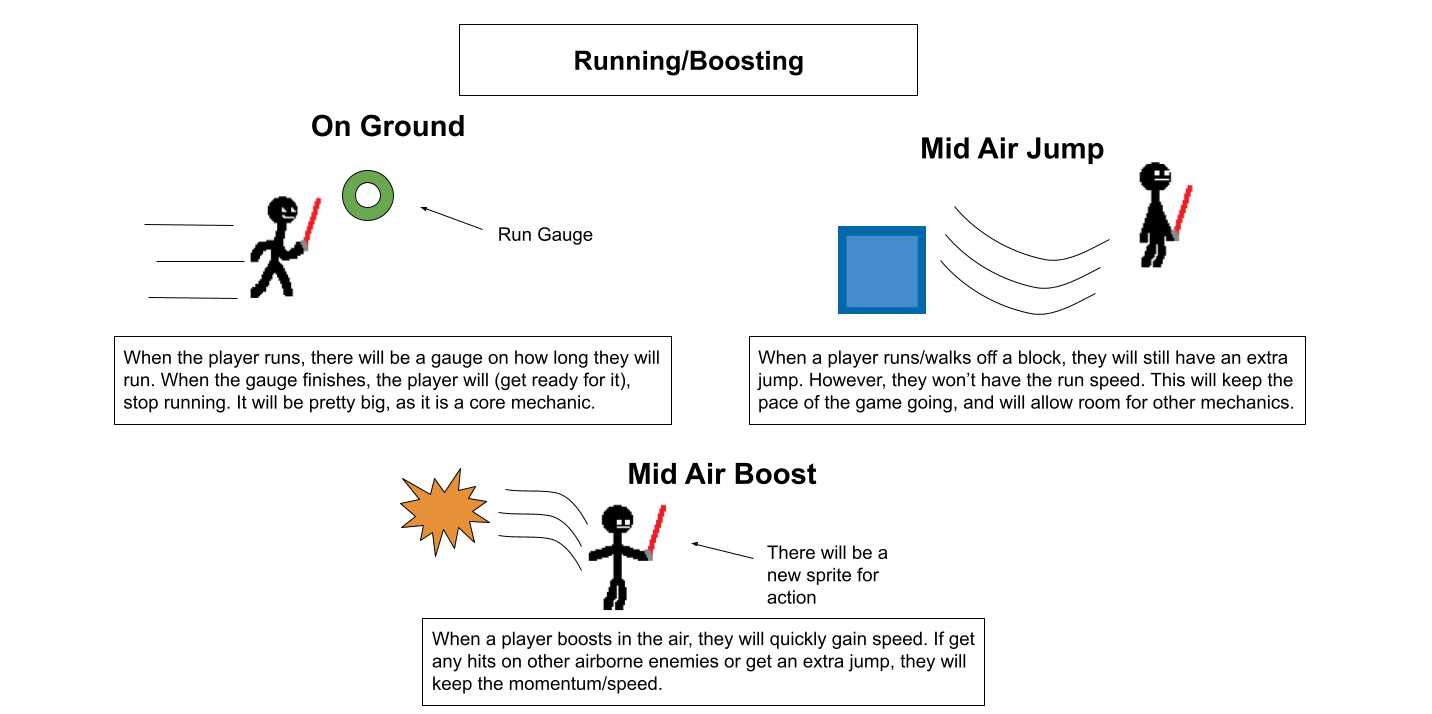 Running/Boosting
On Ground
Run Gauge
When the player runs, there will be a gauge on how long they will
run. When the gauge finishes, the player will (get ready for it),
stop running. It will be pretty big, as it is a core mechanic.
Mid Air Jump
When a player runs/walks off a block, they will still have an extra
jump. However, they won’t have the run speed. This will keep the
pace of the game going, and will allow room for other mechanics.
Mid Air Boost
There will be a
new sprite for
action
When a player boosts in the air, they will quickly gain speed. If get
any hits on other airborne enemies or get an extra jump, they will
keep the momentum/speed.